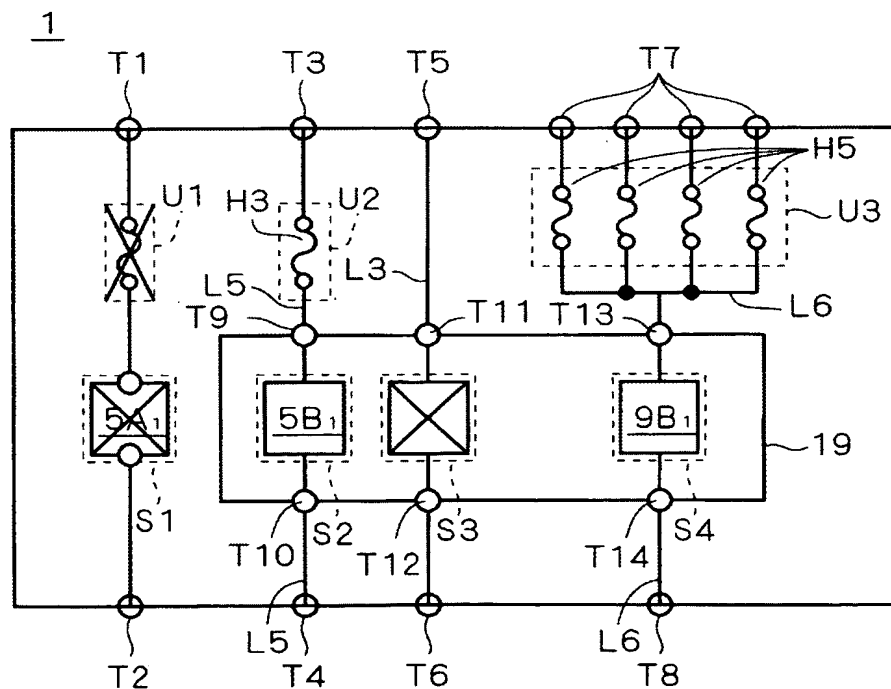 1
T1 T3 T5 T7
H5
U1 H3 U2 U3
L5 L3 L6
T9 T11 T13
5A1 5B1 9B1
19
S1 S2 S3 S4
T10 T12 T14
L5 L6
T2 T4 T6 T8